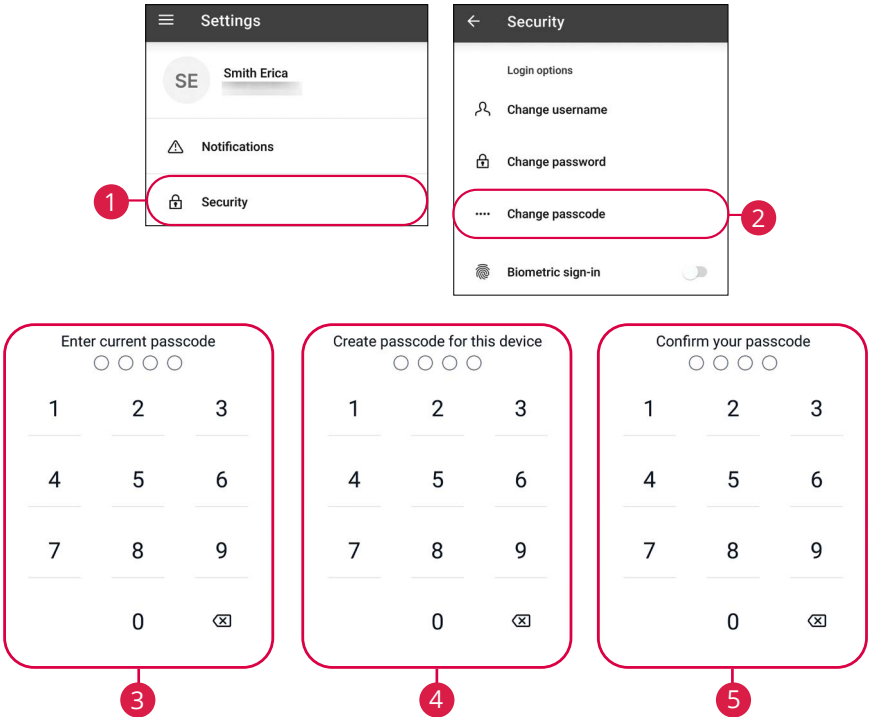 Settings
SE
Smith Erica
Notifications
1
Security
Security
Login options
Change username
Change password
Change passcode
2
Biometric sign-in
Enter current passcode
1 2 3
4 5 6
7 8 9
0
3
Create passcode for this device
1 2 3
4 5 6
7 8 9
0
4
Confirm your passcode
1 2 3
4 5 6
7 8 9
0
5